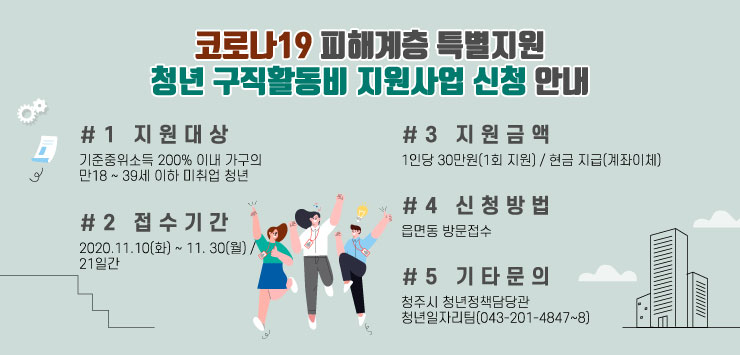 코로나19 피해계층 특별지원
청년 구직활동비 지원사업 신청 안내
#1 지원대상
기준중위소득 200% 이내 가구의
만18 ~ 39세 이하 미취업 청년
#2 접수기간
2020.11.10(화) ~ 11. 30(월) /
21일간
#3 지원금액
1인당 30만원(1회 지원) / 현금 지급(계좌이체)
#4 신청방법
읍면동 방문접수
#5 기타문의
청주시 청년정책담당관
청년일자리팀(043-201-4847~8)